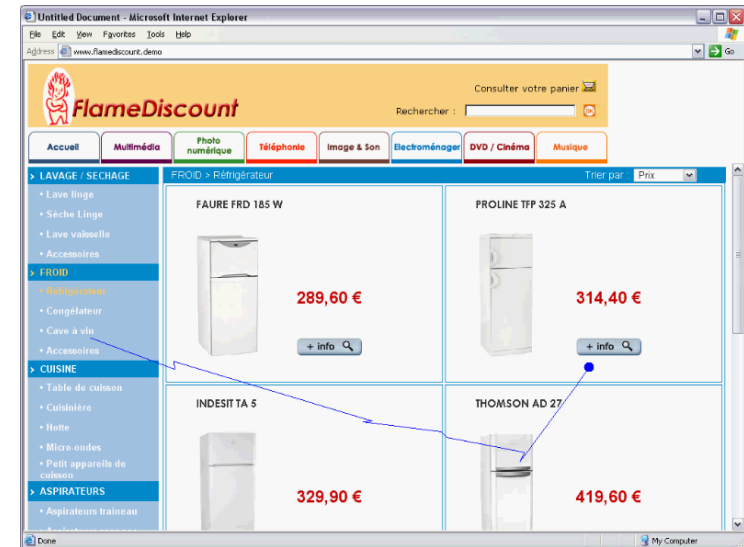 Untitled Document - Microsoft Internet Explorer
File Edit View Favorites Tools Help
Address www.flamediscount.demo Go
Consulter votre panier
FlameDiscount
Rechercher : OK
Accueil Multimédia Photo numérique Téléphonie Image & Son Electroménager DVD / Cinéma Musique
> LAVAGE / SECHAGE
• Lave linge
• Sèche Linge
• Lave vaisselle
• Accessoires
> FROID
• Réfrigérateur
• Congélateur
• Cave à vin
• Accessoires
> CUISINE
• Table de cuisson
• Cuisinière
• Hotte
• Micro-ondes
• Petit appareils de
cuisson
> ASPIRATEURS
• Aspirateurs traineau
FROID > Réfrigérateur Trier par : Prix
FAURE FRD 185 W
289,60 €
+ info
PROLINE TFP 325 A
314,40 €
+ info
INDESIT TA 5
329,90 €
THOMSON AD 27
419,60 €
Done My Computer